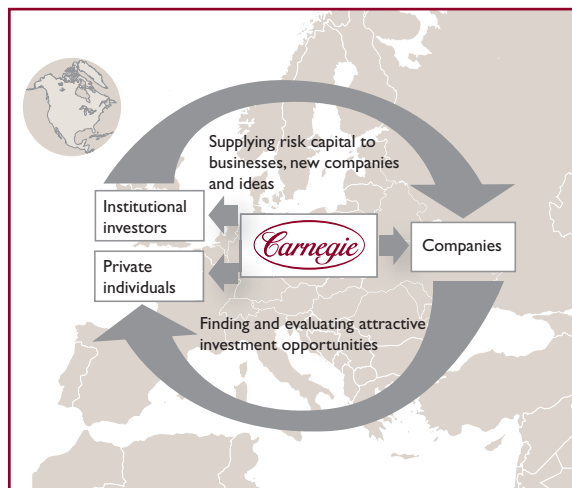 Supplying risk capital to
businesses, new companies
and ideas
Institutional
investors
Carnegie
Companies
Private
individuals
Finding and evaluating attractive
investment opportunities